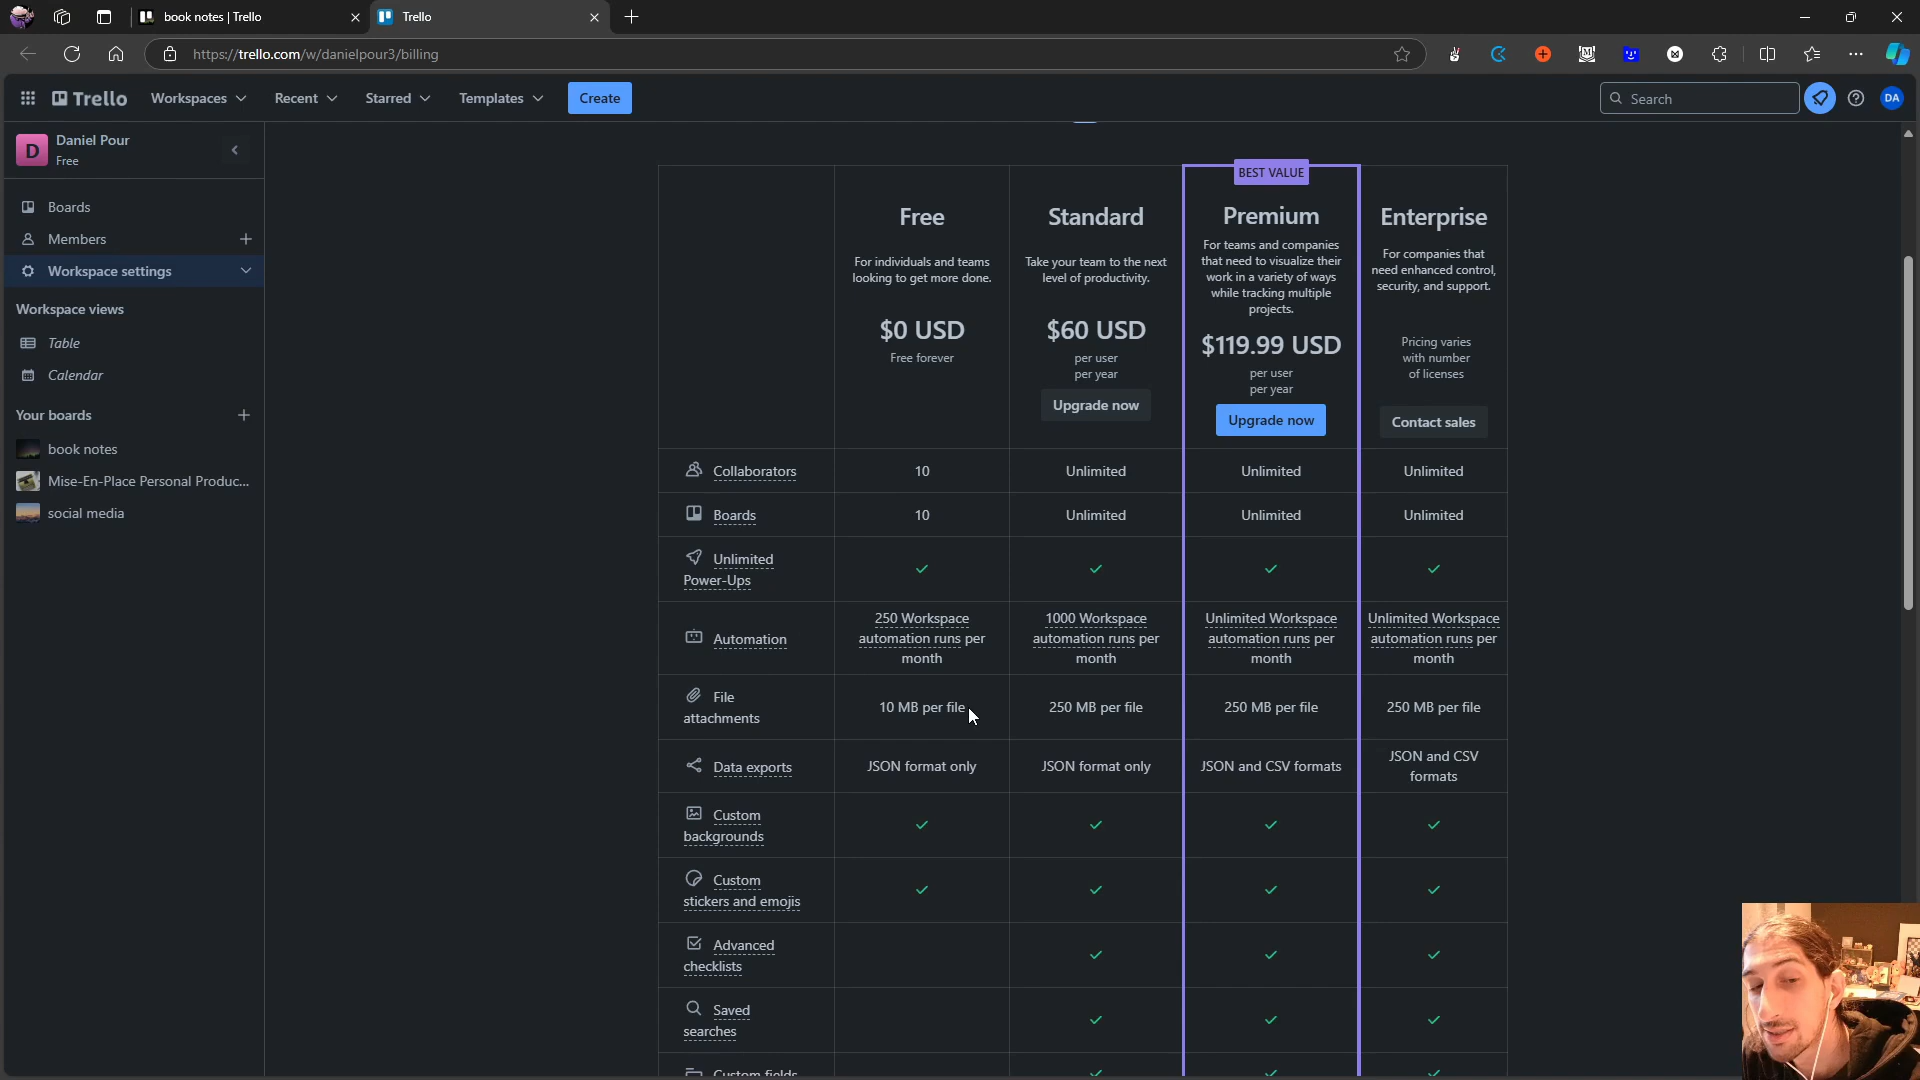 book notes | Trello
Trello
https://trello.com/w/danielpour3/billing
Trello
Workspaces
Recent
Starred
Templates
Create
Search
DA
D
Daniel Pour
Free
Boards
Members
Workspace settings
Workspace views
Table
Calendar
Your boards
book notes
Mise-En-Place Personal Produc...
social media
BEST VALUE
Free
For individuals and teams
looking to get more done.
$0 USD
Free forever
Standard
Take your team to the next
level of productivity.
$60 USD
per user
per year
Upgrade now
Premium
For teams and companies
that need to visualize their
work in a variety of ways
while tracking multiple
projects.
$119.99 USD
per user
per year
Upgrade now
Enterprise
For companies that
need enhanced control,
security, and support.
Pricing varies
with number
of licenses
Contact sales
Collaborators
10
Unlimited
Unlimited
Unlimited
Boards
10
Unlimited
Unlimited
Unlimited
Unlimited
Power-Ups
Automation
250 Workspace
automation runs per
month
1000 Workspace
automation runs per
month
Unlimited Workspace
automation runs per
month
Unlimited Workspace
automation runs per
month
File
attachments
10 MB per file
250 MB per file
250 MB per file
250 MB per file
Data exports
JSON format only
JSON format only
JSON and CSV formats
JSON and CSV
formats
Custom
backgrounds
Custom
stickers and emojis
Advanced
checklists
Saved
searches
Custom fields